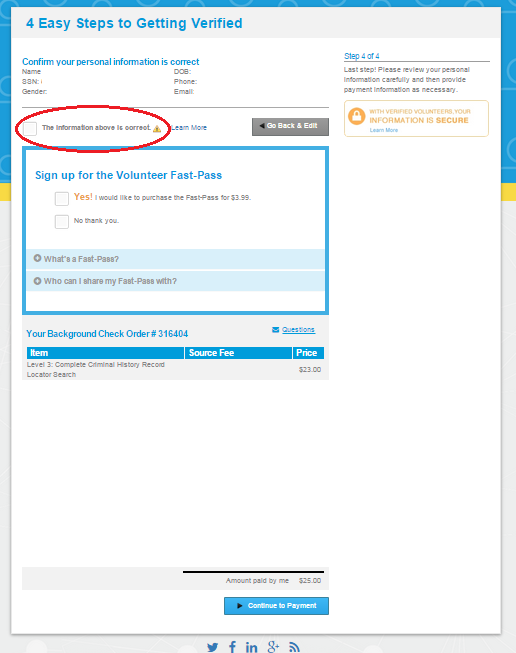 4 Easy Steps to Getting Verified
Confirm your personal information is correct
Name DOB:
SSN: Phone:
Gender: Email:
The information above is correct. Learn More
Go Back & Edit
Step 4 of 4
Last step! Please review your personal
information carefully and then provide
payment information as necessary.
WITH VERIFIED VOLUNTEERS,YOUR
INFORMATION IS SECURE
Learn More
Sign up for the Volunteer Fast-Pass
Yes! I would like to purchase the Fast-Pass for $3.99.
No thank you.
What's a Fast-Pass?
Who can I share my Fast-Pass with?
Your Background Check Order # 316404
Questions
Item Source Fee Price
Level 3: Complete Criminal History Record
Locator Search
$23.00
Amount paid by me $25.00
Continue to Payment